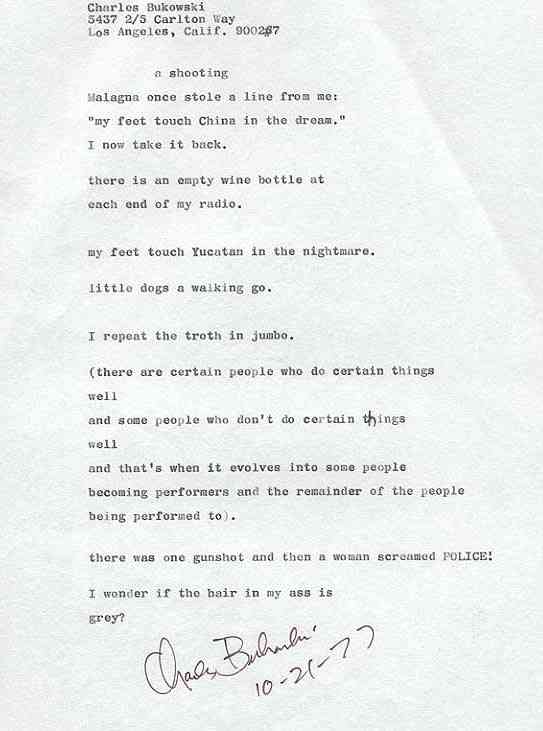 Charles Bukowski
5437 2/5 Carlton Way
Los Angeles, Calif. 90027
a shooting
Malagna once stole a line from me:
"my feet touch China in the dream."
I now take it back.
there is an empty wine bottle at
each end of my radio.
my feet touch Yucatan in the nightmare.
little dogs a walking go.
I repeat the troth in jumbo.
(there are certain people who do certain things
well
and some people who don't do certain things
well
and that's when it evolves into some people
becoming performers and the remainder of the people
being performed to).
there was one gunshot and then a woman screamed POLICE!
I wonder if the hair in my ass is
grey?
Charles Bukowski
10-21-77